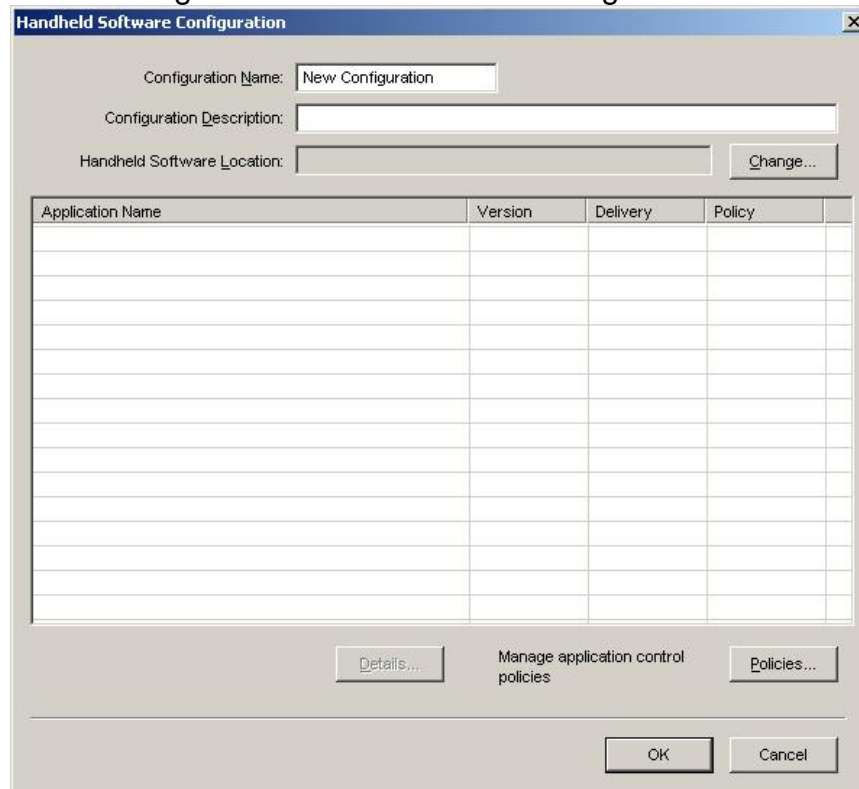 Handheld Software Configuration
Configuration Name: New Configuration
Configuration Description:
Handheld Software Location: Change...
Application Name Version Delivery Policy
Details... Manage application control policies Policies...
OK Cancel